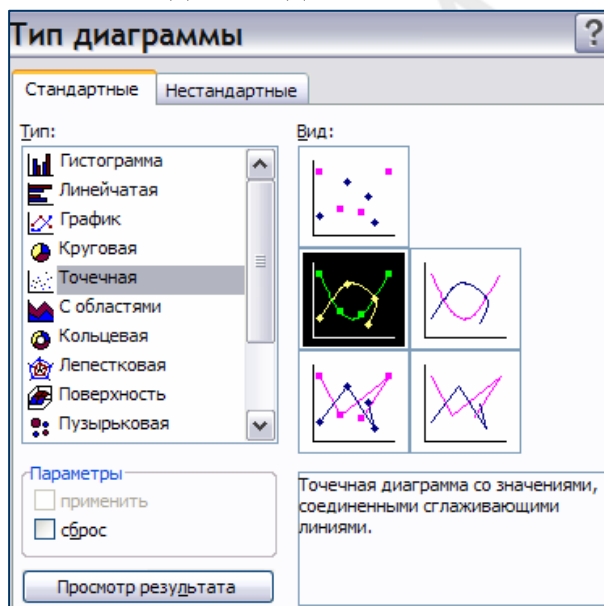 Тип диаграммы
?
Стандартные
Нестандартные
Тип:
Гистограмма
Линейчатая
График
Круговая
Точечная
С областями
Кольцевая
Лепестковая
Поверхность
Пузырьковая
Вид:
Параметры
применить
сброс
Точечная диаграмма со значениями,
соединенными сглаживающими
линиями.
Просмотр результата